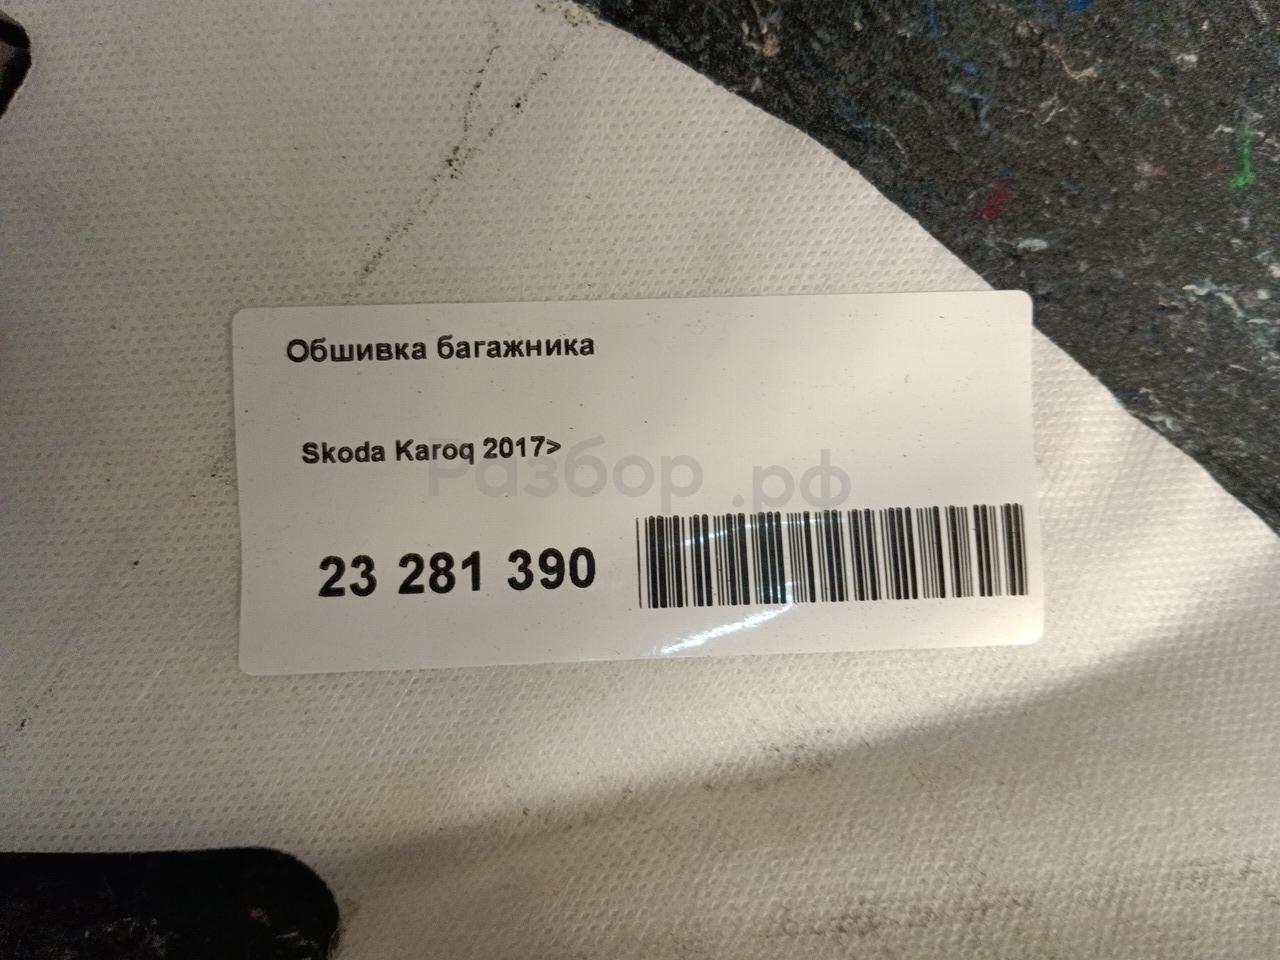 Обшивка багажника
Skoda Karoq 2017>
Разбор.рф
23 281 390